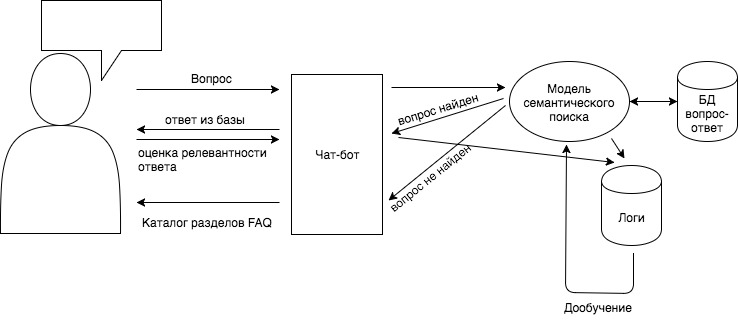 Вопрос
ответ из базы
оценка релевантности
ответа
Каталог разделов FAQ
Чат-бот
вопрос найден
вопрос не найден
Модель
семантического
поиска
БД
вопрос-
ответ
Логи
Дообучение